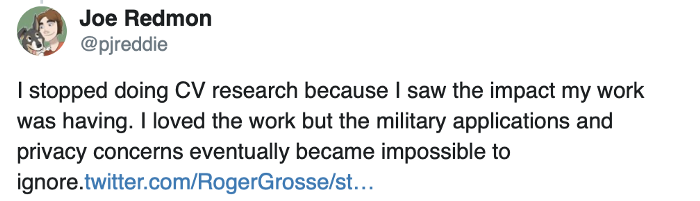 Joe Redmon
@pjreddie
I stopped doing CV research because I saw the impact my work
was having. I loved the work but the military applications and
privacy concerns eventually became impossible to
ignore.twitter.com/RogerGrosse/st…